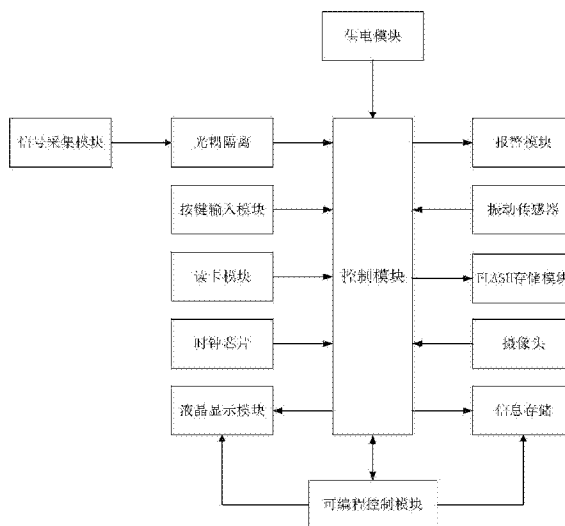 供电模块
信号采集模块
光耦隔离
报警模块
按键输入模块
振动传感器
读卡模块
控制模块
FLASH存储模块
时钟芯片
摄像头
液晶显示模块
信息存储
可编程控制模块